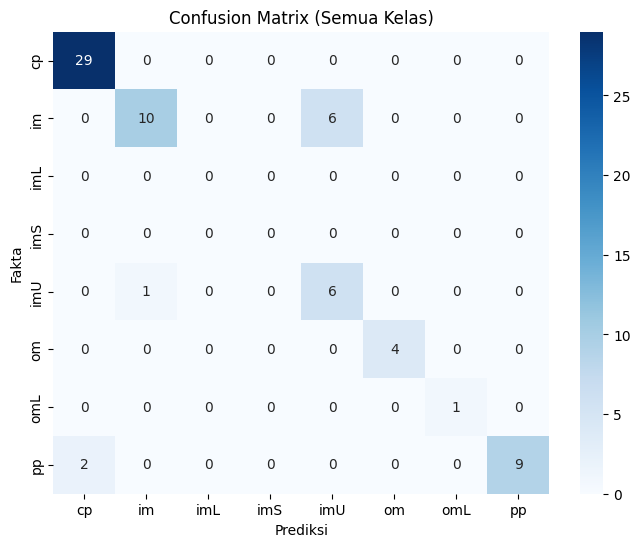 Confusion Matrix (Semua Kelas)
cp 29 0 0 0 0 0 0 0
im 0 10 0 0 6 0 0 0
imL 0 0 0 0 0 0 0 0
imS 0 0 0 0 0 0 0 0
imU 0 1 0 0 6 0 0 0
om 0 0 0 0 0 4 0 0
omL 0 0 0 0 0 0 1 0
pp 2 0 0 0 0 0 0 9
cp im imL imS imU om omL pp
Fakta
Prediksi
25
20
15
10
5
0